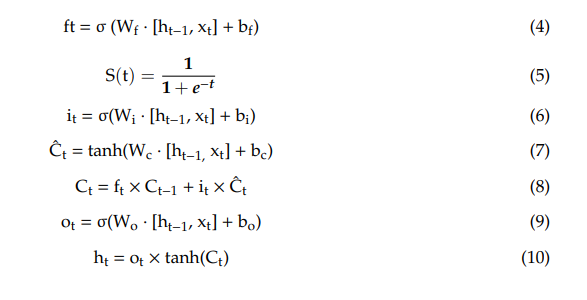 ft = σ (W_f · [h_{t−1}, x_t] + b_f) (4)
S(t) = 1 / (1 + e^{−t}) (5)
i_t = σ(W_i · [h_{t−1}, x_t] + b_i) (6)
Ĉ_t = tanh(W_c · [h_{t−1,} x_t] + b_c) (7)
C_t = f_t × C_{t−1} + i_t × Ĉ_t (8)
o_t = σ(W_o · [h_{t−1}, x_t] + b_o) (9)
h_t = o_t × tanh(C_t) (10)